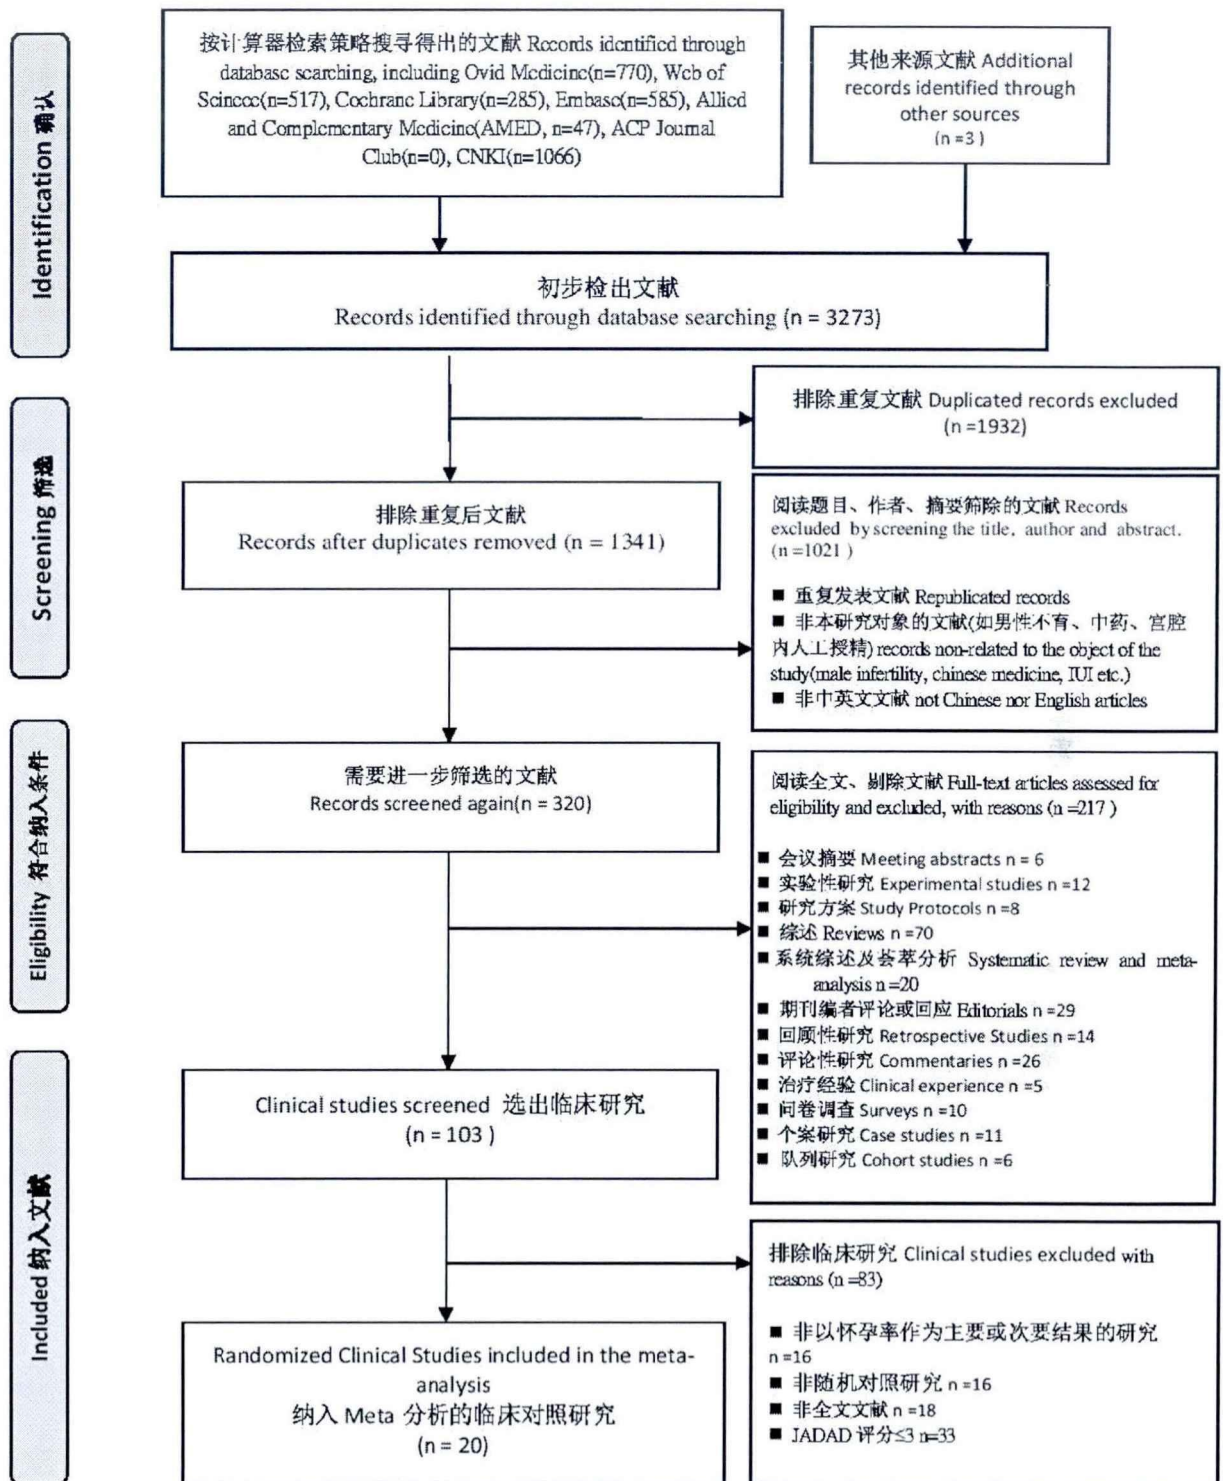 Identification 确认
按计算器检索策略搜寻得出的文献 Records identified through
database searching, including Ovid Medicine(n=770), Web of
Science(n=517), Cochrane Library(n=285), Embase(n=585), Allied
and Complementary Medicine(AMED, n=47), ACP Journal
Club(n=0), CNKI(n=1066)
其他来源文献 Additional
records identified through
other sources
(n =3 )
初步检出文献
Records identified through database searching (n = 3273)
Screening 筛选
排除重复文献 Duplicated records excluded
(n =1932)
排除重复后文献
Records after duplicates removed (n = 1341)
阅读题目、作者、摘要筛除的文献 Records
excluded by screening the title, author and abstract.
(n =1021 )
■ 重复发表文献 Republicated records
■ 非本研究对象的文献(如男性不育、中药、宫腔
内人工授精) records non-related to the object of the
study(male infertility, chinese medicine, IUI etc.)
■ 非中英文文献 not Chinese nor English articles
Eligibility 符合纳入条件
需要进一步筛选的文献
Records screened again(n = 320)
阅读全文、剔除文献 Full-text articles assessed for
eligibility and excluded, with reasons (n =217 )
■ 会议摘要 Meeting abstracts n = 6
■ 实验性研究 Experimental studies n =12
■ 研究方案 Study Protocols n =8
■ 综述 Reviews n =70
■ 系统综述及荟萃分析 Systematic review and meta-
analysis n =20
■ 期刊编者评论或回应 Editorials n =29
■ 回顾性研究 Retrospective Studies n =14
■ 评论性研究 Commentaries n =26
■ 治疗经验 Clinical experience n =5
■ 问卷调查 Surveys n =10
■ 个案研究 Case studies n =11
■ 队列研究 Cohort studies n =6
Included 纳入文献
Clinical studies screened 选出临床研究
(n = 103 )
排除临床研究 Clinical studies excluded with
reasons (n =83)
■ 非以怀孕率作为主要或次要结果的研究
n =16
■ 非随机对照研究 n =16
■ 非全文文献 n =18
■ JADAD 评分≤3 n=33
Randomized Clinical Studies included in the meta-
analysis
纳入 Meta 分析的临床对照研究
(n = 20)